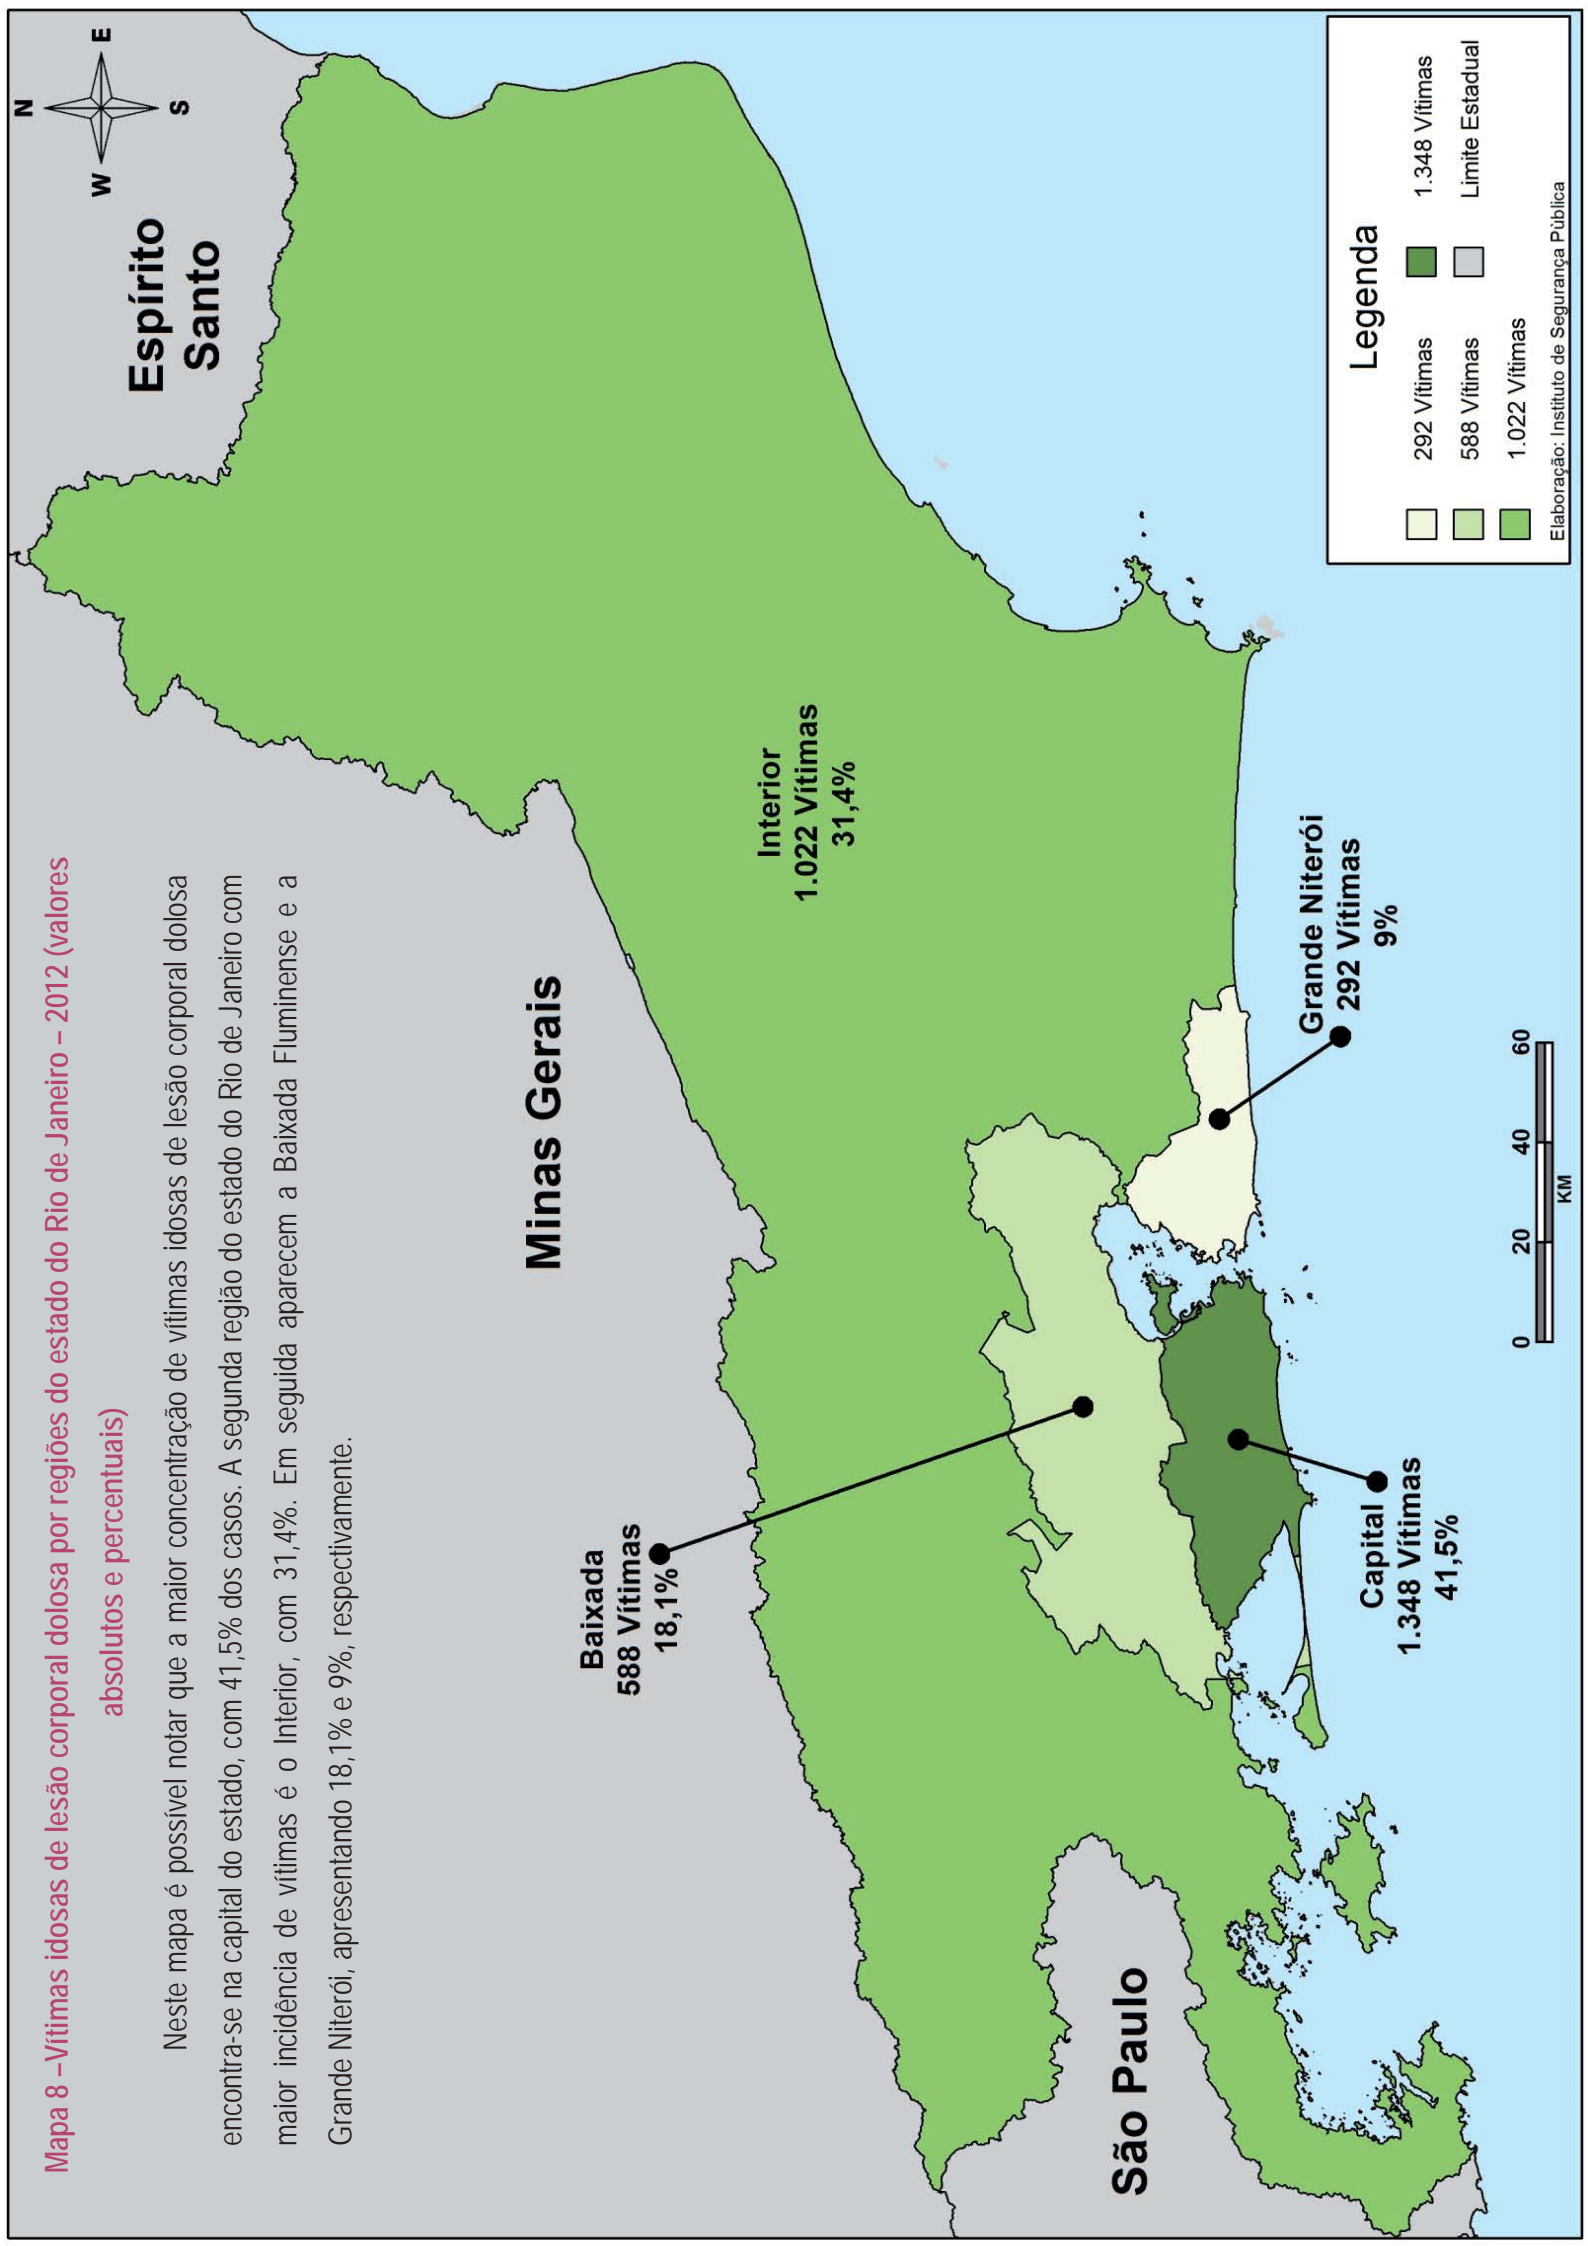 Mapa 8 –Vítimas idosas de lesão corporal dolosa por regiões do estado do Rio de Janeiro – 2012 (valores
absolutos e percentuais)
Neste mapa é possível notar que a maior concentração de vítimas idosas de lesão corporal dolosa
encontra-se na capital do estado, com 41,5% dos casos. A segunda região do estado do Rio de Janeiro com
maior incidência de vítimas é o Interior, com 31,4%. Em seguida aparecem a Baixada Fluminense e a
Grande Niterói, apresentando 18,1% e 9%, respectivamente.
N
W
E
S
Espírito
Santo
Minas Gerais
São Paulo
Interior
1.022 Vítimas
31,4%
Baixada
588 Vítimas
18,1%
Grande Niterói
292 Vítimas
9%
Capital
1.348 Vítimas
41,5%
0 20 40 60
KM
Legenda
292 Vítimas
588 Vítimas
1.022 Vítimas
1.348 Vítimas
Limite Estadual
Elaboração: Instituto de Segurança Pública